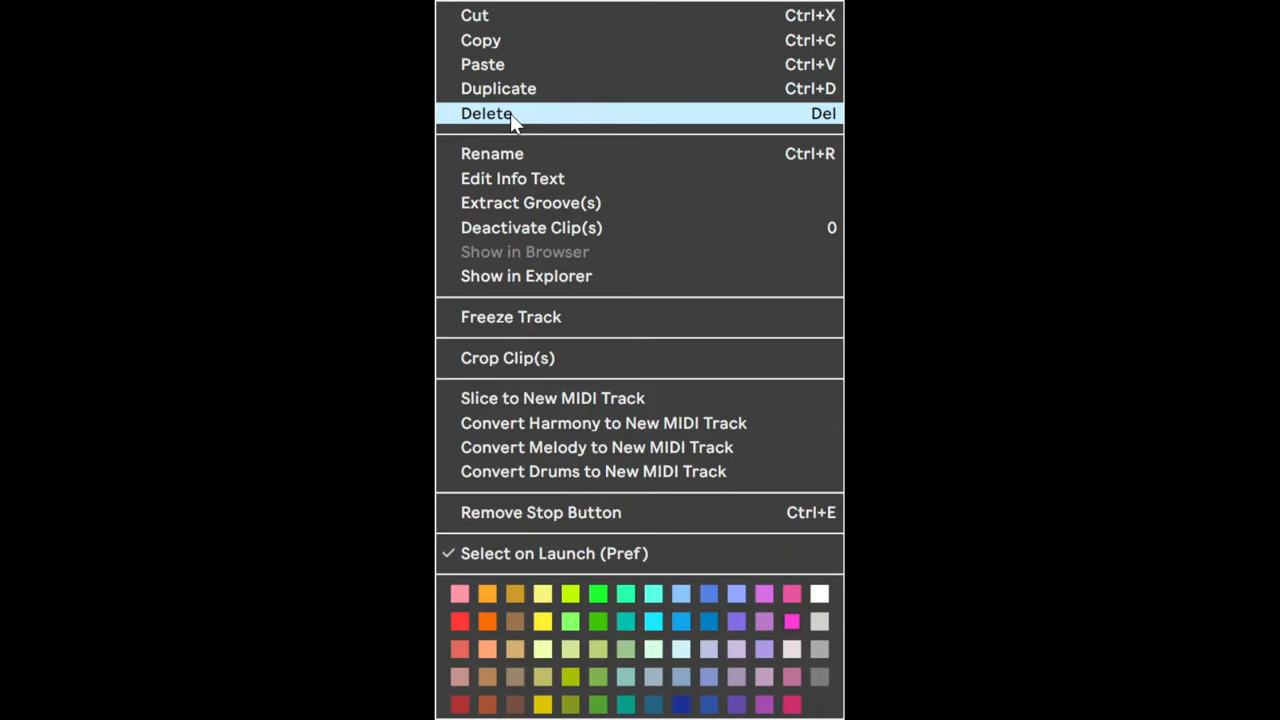 Cut Ctrl+X
Copy Ctrl+C
Paste Ctrl+V
Duplicate Ctrl+D
Delete Del
Rename Ctrl+R
Edit Info Text
Extract Groove(s)
Deactivate Clip(s) 0
Show in Browser
Show in Explorer
Freeze Track
Crop Clip(s)
Slice to New MIDI Track
Convert Harmony to New MIDI Track
Convert Melody to New MIDI Track
Convert Drums to New MIDI Track
Remove Stop Button Ctrl+E
✓ Select on Launch (Pref)